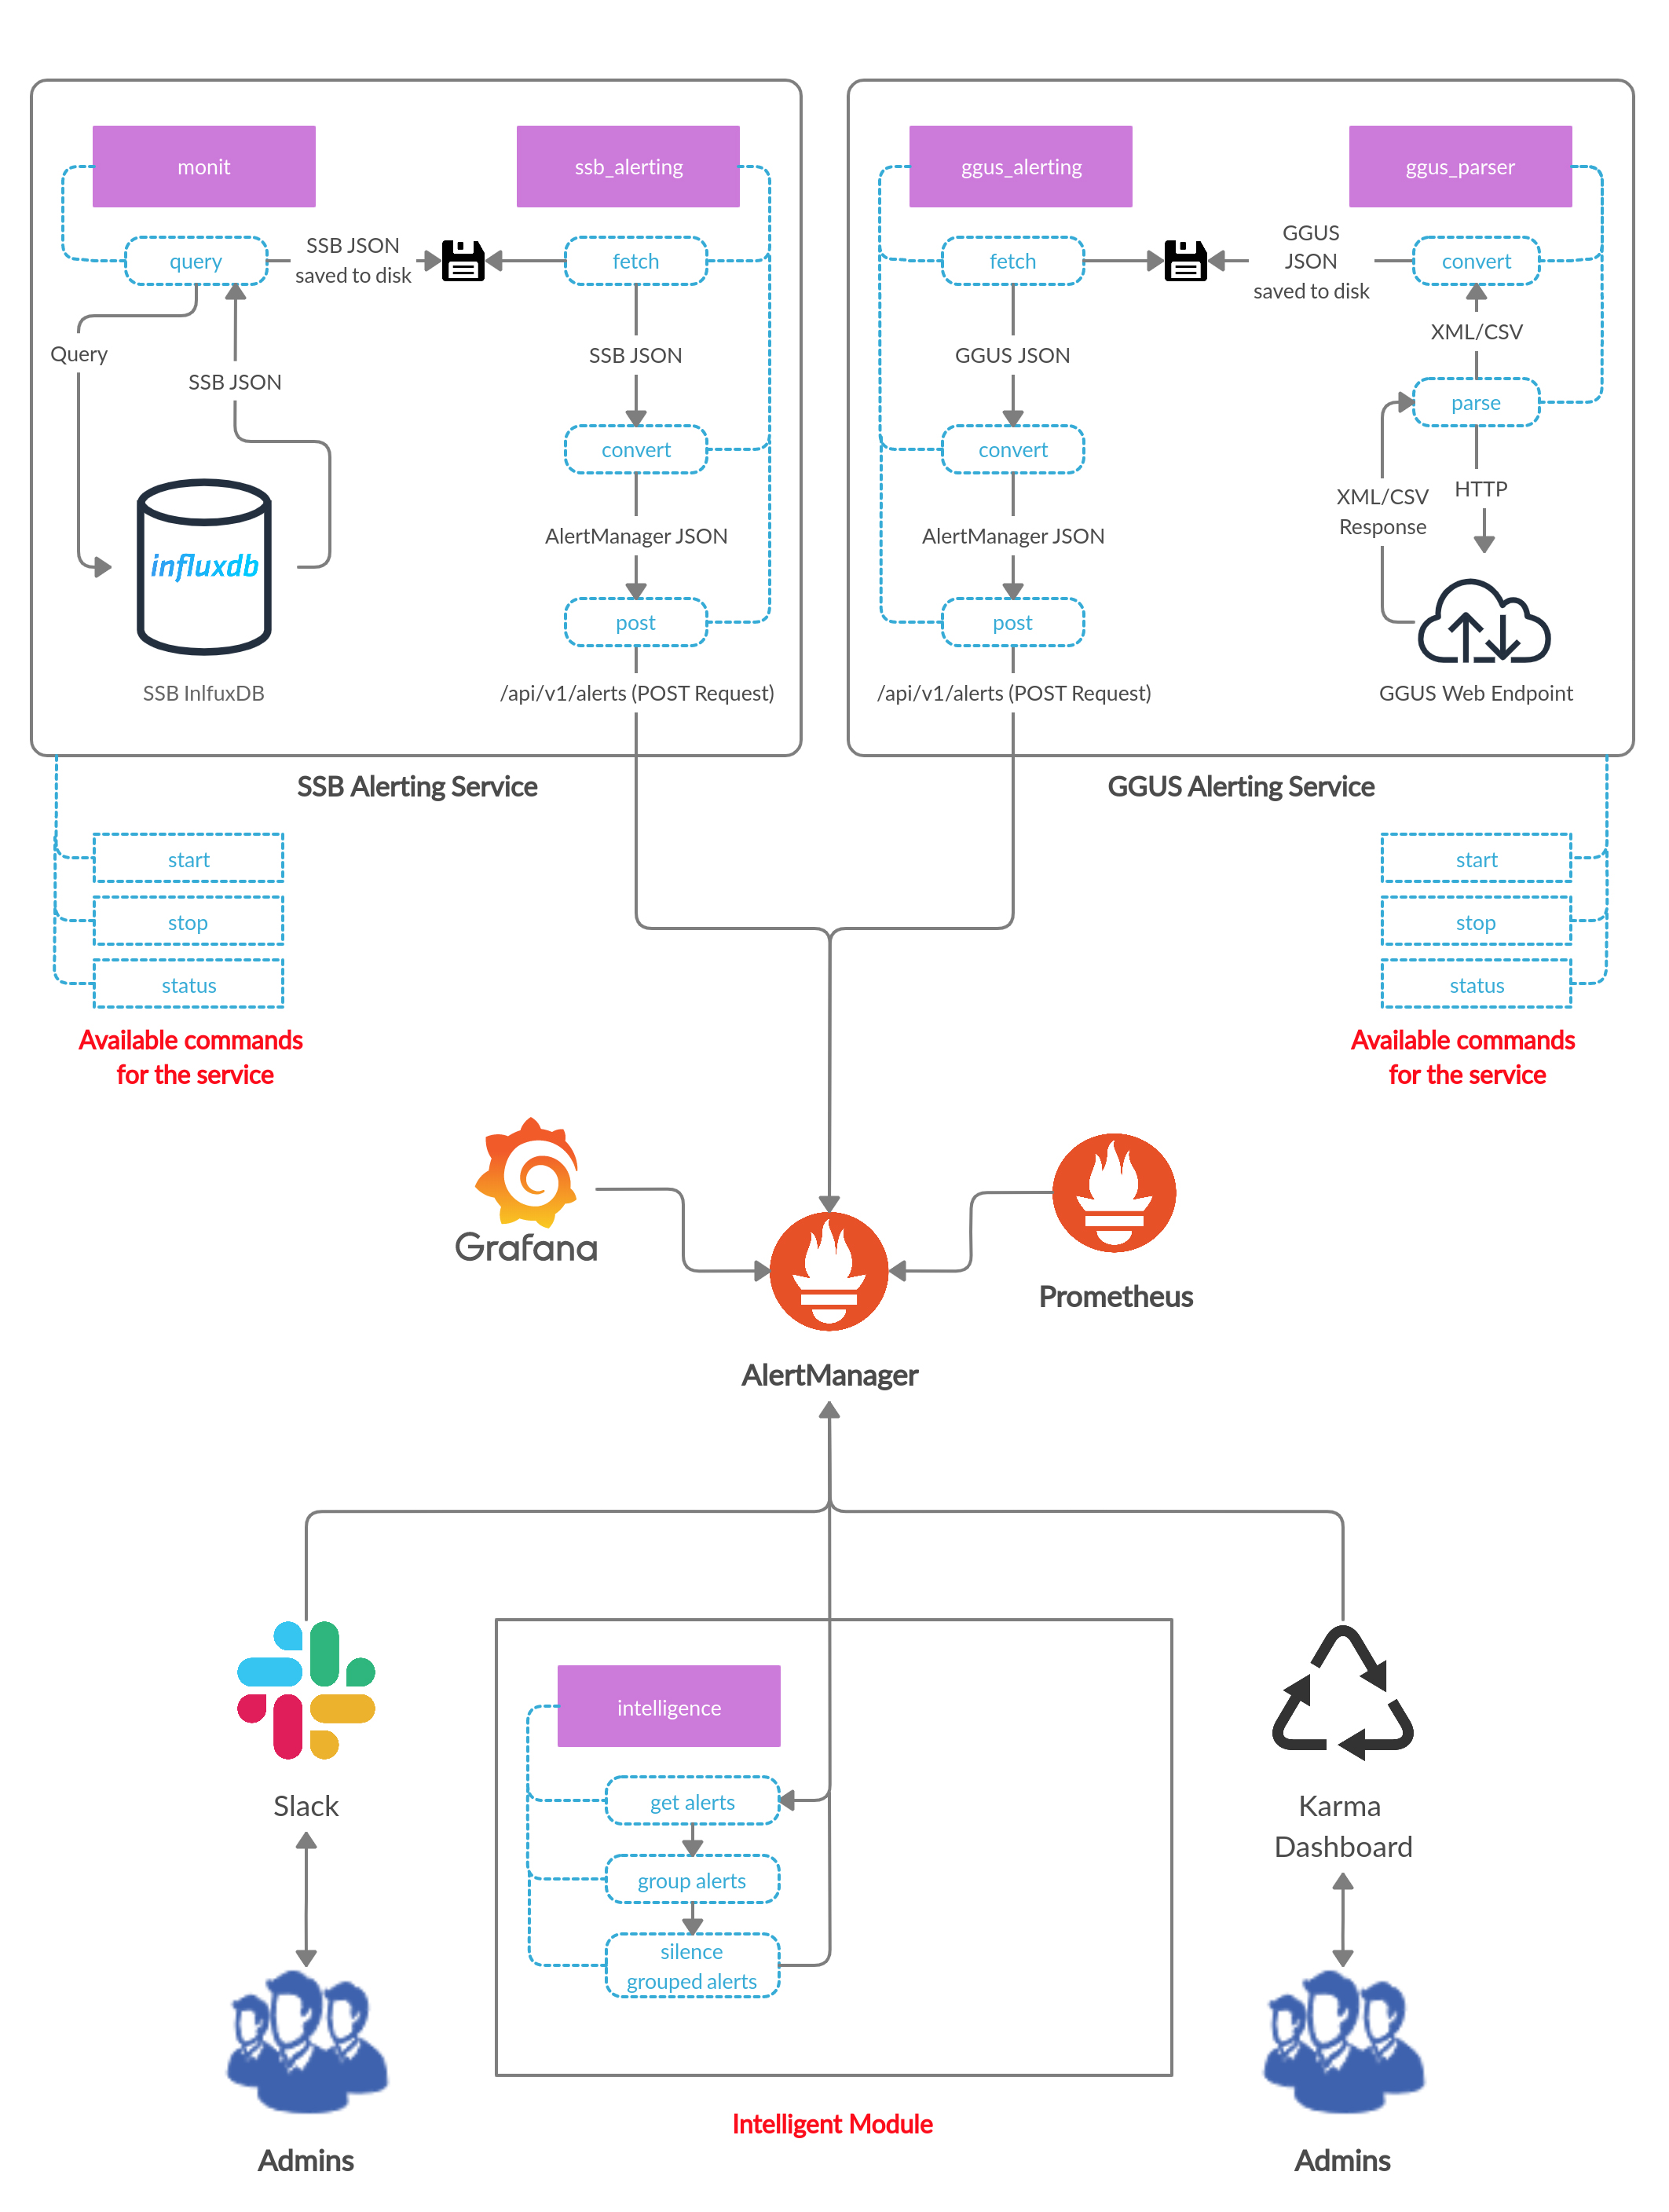 monit
ssb_alerting
query
SSB JSON
saved to disk
fetch
Query
SSB JSON
SSB JSON
convert
AlertManager JSON
influxdb
post
SSB InlfuxDB
/api/v1/alerts (POST Request)
SSB Alerting Service
ggus_alerting
ggus_parser
fetch
GGUS
JSON
saved to disk
convert
XML/CSV
GGUS JSON
parse
convert
XML/CSV
Response
HTTP
AlertManager JSON
post
/api/v1/alerts (POST Request)
GGUS Web Endpoint
GGUS Alerting Service
start
stop
status
Available commands
for the service
start
stop
status
Available commands
for the service
Grafana
Prometheus
AlertManager
Slack
intelligence
get alerts
group alerts
silence
grouped alerts
Karma
Dashboard
Intelligent Module
Admins
Admins